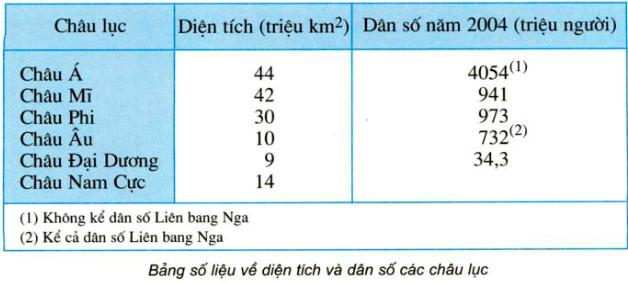 Châu lục Diện tích (triệu km²) Dân số năm 2004 (triệu người)
Châu Á 44 4054(1)
Châu Mĩ 42 941
Châu Phi 30 973
Châu Âu 10 732(2)
Châu Đại Dương 9 34,3
Châu Nam Cực 14
(1) Không kể dân số Liên bang Nga
(2) Kể cả dân số Liên bang Nga
Bảng số liệu về diện tích và dân số các châu lục